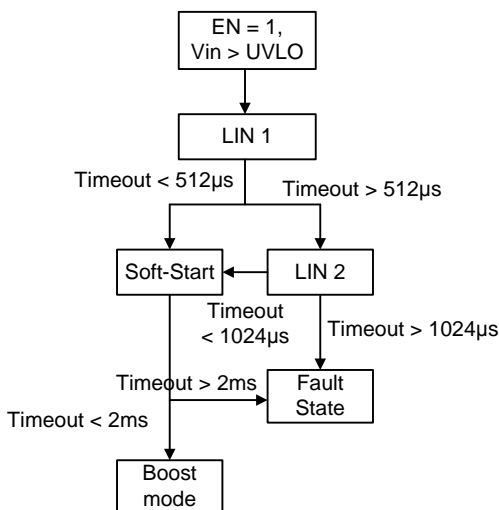 EN = 1,
Vin > UVLO
LIN 1
Timeout < 512µs
Timeout > 512µs
Soft-Start
LIN 2
Timeout
< 1024µs
Timeout > 1024µs
Timeout > 2ms
Fault
State
Timeout < 2ms
Boost
mode